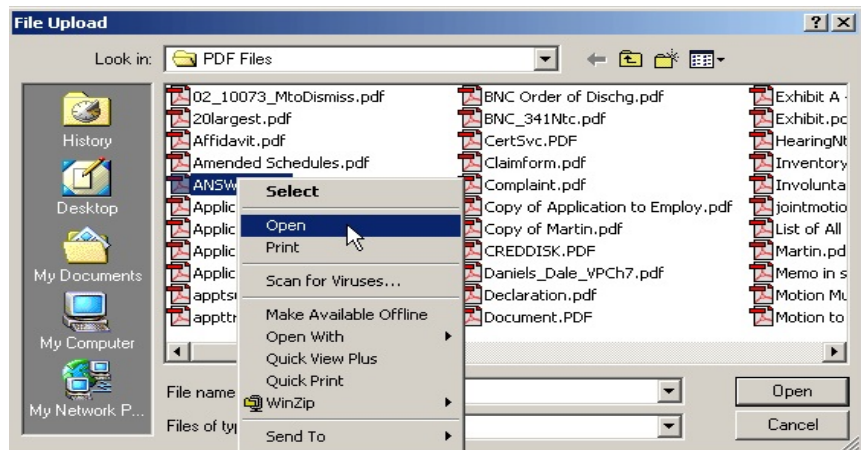 File Upload
Look in: PDF Files
History
Desktop
My Documents
My Computer
My Network P...
02_10073_MtoDismiss.pdf
20largest.pdf
Affidavit.pdf
Amended Schedules.pdf
ANSW
Applic
Applic
Applic
Applic
apptsu
appttr
BNC Order of Dischg.pdf
BNC_341Ntc.pdf
CertSvc.PDF
Claimform.pdf
Complaint.pdf
Copy of Application to Employ.pdf
Copy of Martin.pdf
CREDDISK.PDF
Daniels_Dale_VPCh7.pdf
Declaration.pdf
Document.PDF
Exhibit A -
Exhibit.pd
HearingNt
Inventory
Involunta
jointmotio
List of All
Martin.pd
Memo in s
Motion Mu
Motion to
Select
Open
Print
Scan for Viruses...
Make Available Offline
Open With
Quick View Plus
Quick Print
WinZip
Send To
File name
Files of typ
Open
Cancel